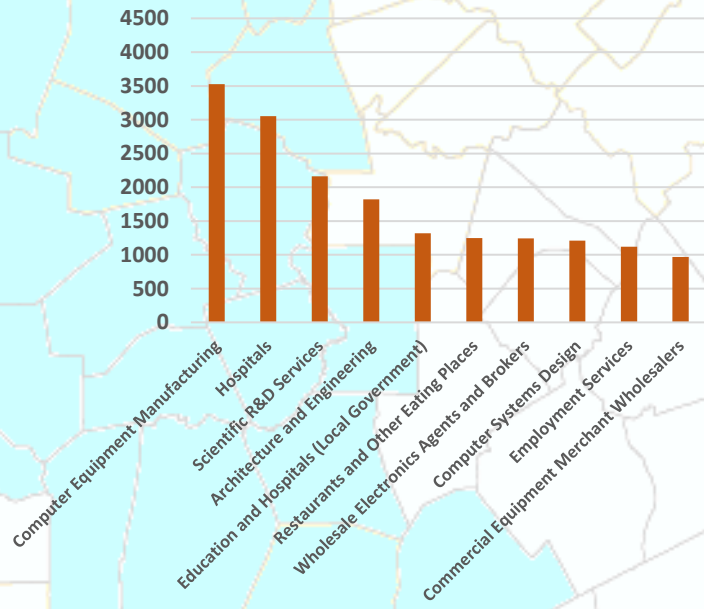 4500
4000
3500
3000
2500
2000
1500
1000
500
0
Computer Equipment Manufacturing
Hospitals
Scientific R&D Services
Architecture and Engineering
Education and Hospitals (Local Government)
Restaurants and Other Eating Places
Wholesale Electronics Agents and Brokers
Computer Systems Design
Employment Services
Commercial Equipment Merchant Wholesalers